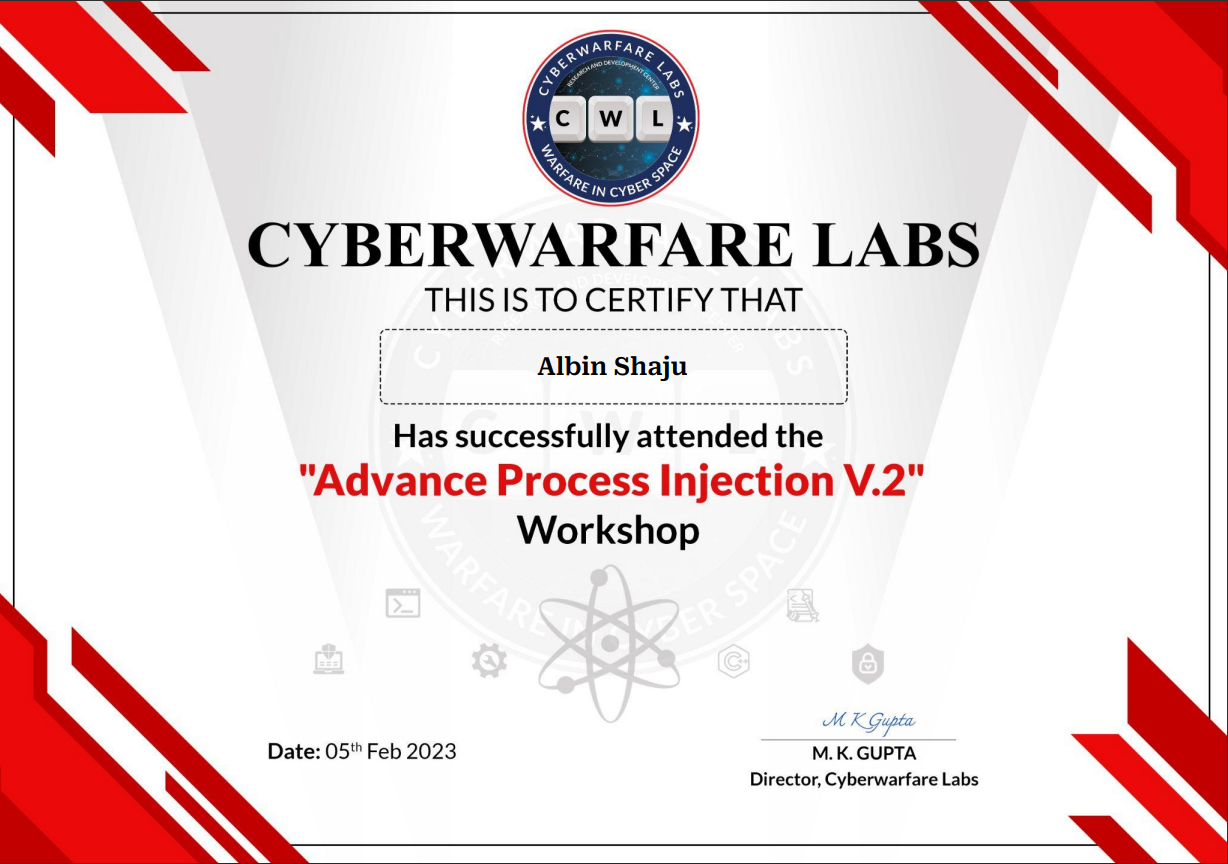 CYBERWARFARE LABS
RESEARCH AND DEVELOPMENT CENTER
C W L
WARFARE IN CYBER SPACE
CYBERWARFARE LABS
THIS IS TO CERTIFY THAT
Albin Shaju
Has successfully attended the
"Advance Process Injection V.2"
Workshop
M K Gupta
Date: 05th Feb 2023
M. K. GUPTA
Director, Cyberwarfare Labs